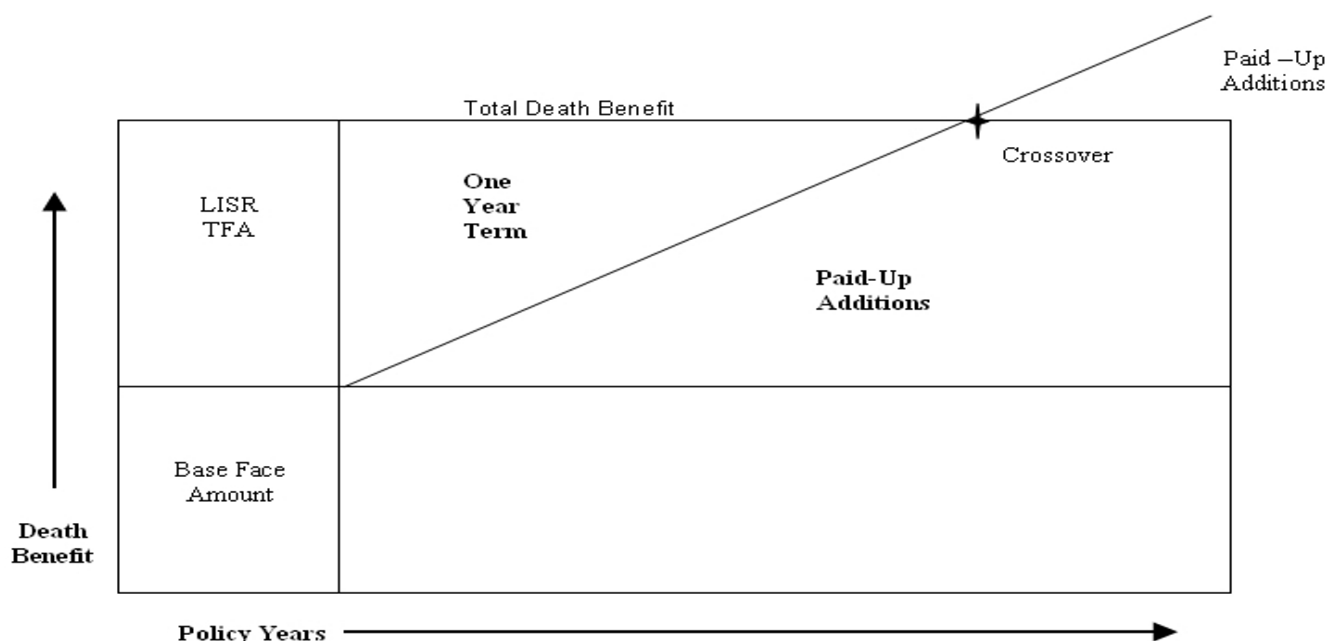 Paid –Up
Additions
Total Death Benefit
Crossover
One
Year
Term
LISR
TFA
Paid-Up
Additions
Base Face
Amount
Death
Benefit
Policy Years